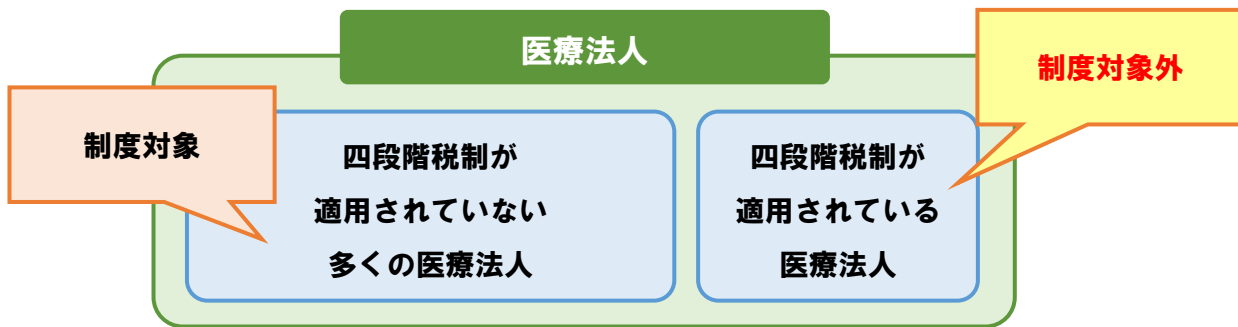 医療法人
制度対象外
制度対象
四段階税制が
適用されていない
多くの医療法人
四段階税制が
適用されている
医療法人